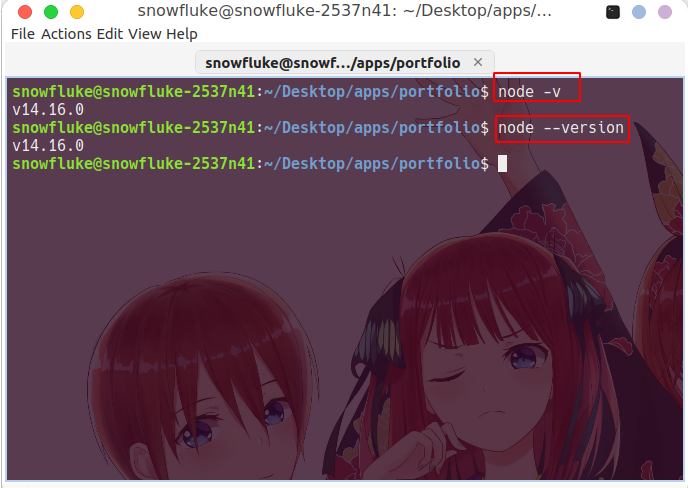 snowfluke@snowfluke-2537n41: ~/Desktop/apps/...
File Actions Edit View Help
snowfluke@snowf.../apps/portfolio ×
snowfluke@snowfluke-2537n41:~/Desktop/apps/portfolio$ node -v
v14.16.0
snowfluke@snowfluke-2537n41:~/Desktop/apps/portfolio$ node --version
v14.16.0
snowfluke@snowfluke-2537n41:~/Desktop/apps/portfolio$